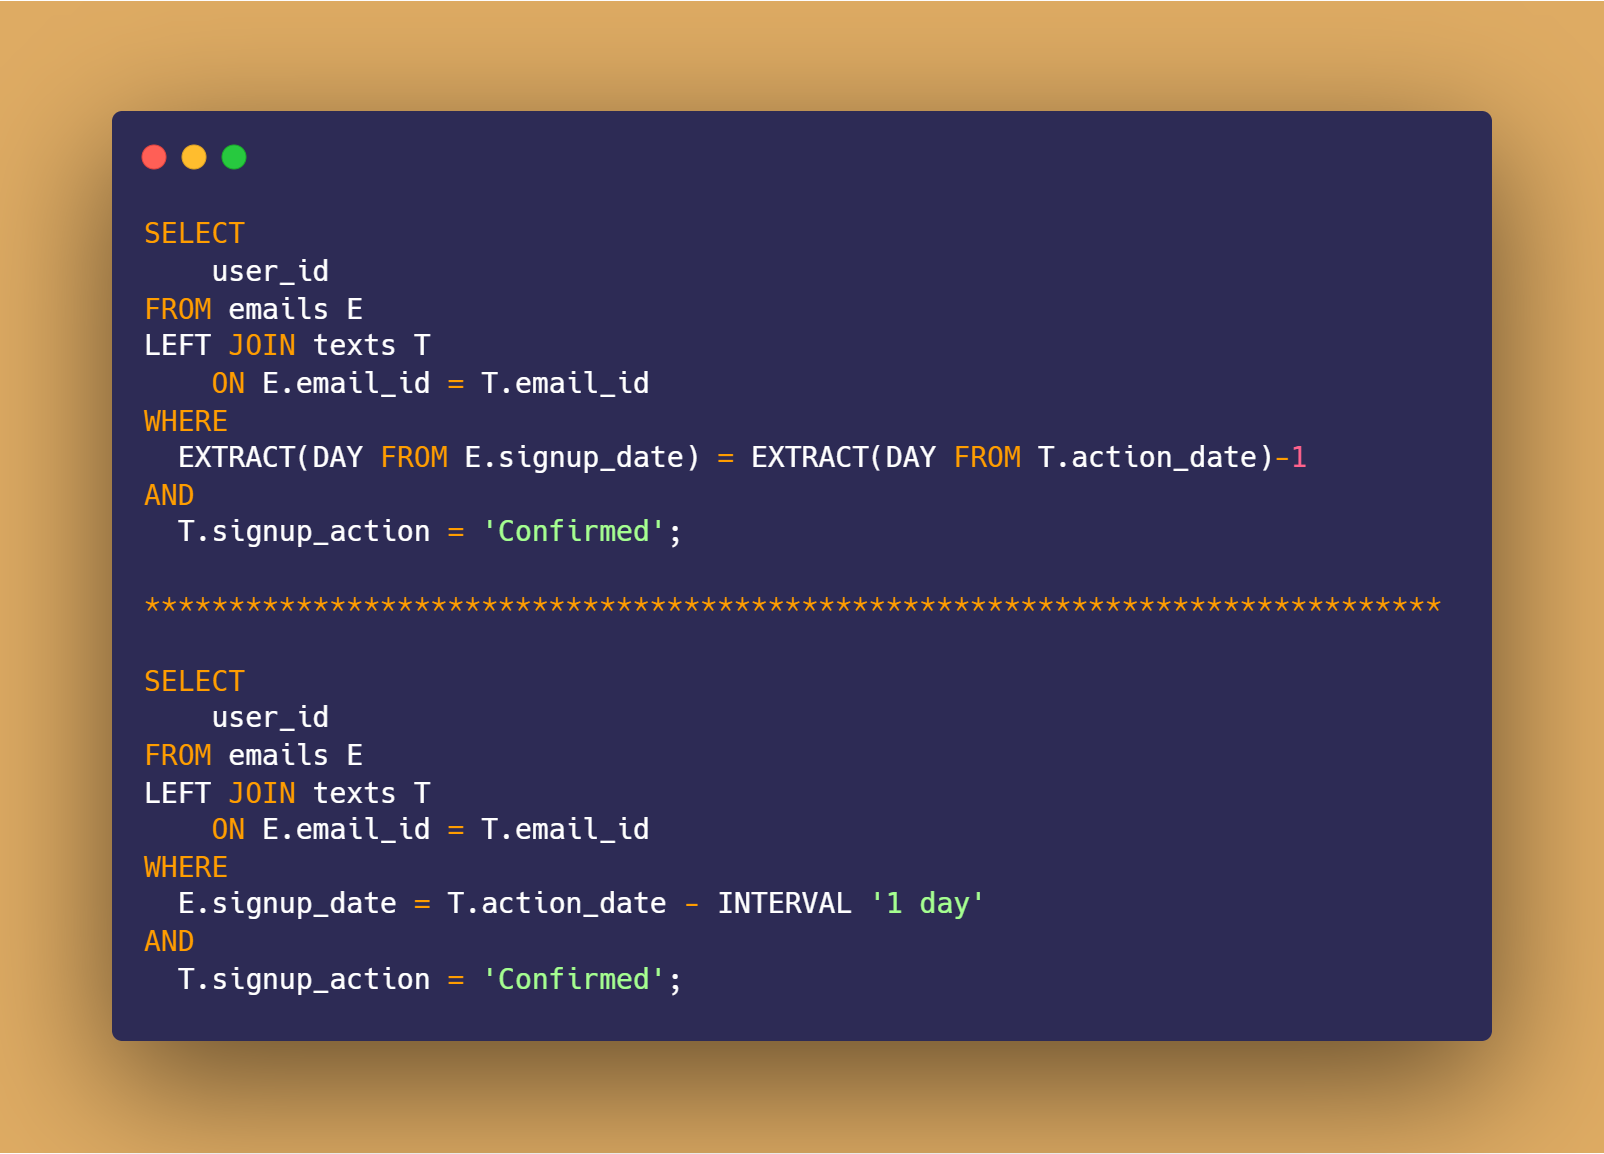 SELECT
    user_id
FROM emails E
LEFT JOIN texts T
    ON E.email_id = T.email_id
WHERE
  EXTRACT(DAY FROM E.signup_date) = EXTRACT(DAY FROM T.action_date)-1
AND
  T.signup_action = 'Confirmed';
*****************************************************************************
SELECT
    user_id
FROM emails E
LEFT JOIN texts T
    ON E.email_id = T.email_id
WHERE
  E.signup_date = T.action_date - INTERVAL '1 day'
AND
  T.signup_action = 'Confirmed';